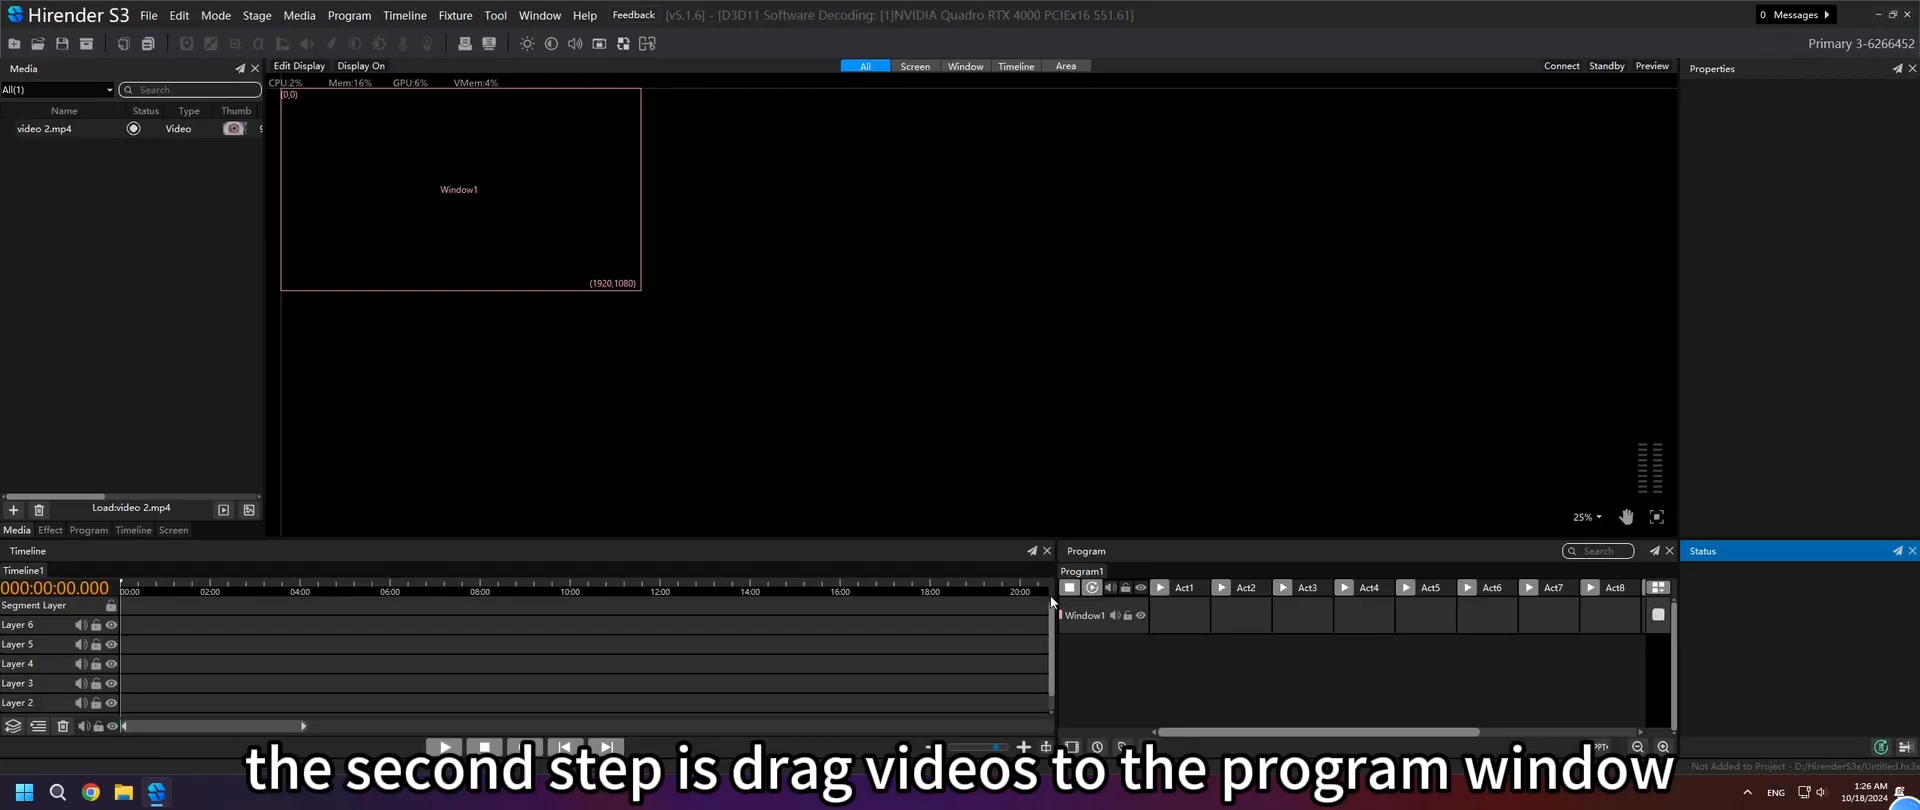 Hirender S3 File Edit Mode Stage Media Program Timeline Fixture Tool Window Help Feedback [v5.1.6] - [D3D11 Software Decoding: [1]NVIDIA Quadro RTX 4000 PCIEx16 551.61] 0 Messages
Primary 3-6266452
Media
Edit Display Display On All Screen Window Timeline Area Connect Standby Preview Properties
All(1) Search
CPU:2% Mem:16% GPU:6% VMem:4%
(0,0)
Name Status Type Thumb
video 2.mp4 Video
Window1
(1920,1080)
Load:video 2.mp4
25%
Media Effect Program Timeline Screen
Timeline Program Search Status
Timeline1 Program1
000:00:00.000 00:00 02:00 04:00 06:00 08:00 10:00 12:00 14:00 16:00 18:00 20:00 Act1 Act2 Act3 Act4 Act5 Act6 Act7 Act8
Segment Layer
Window1
Layer 6
Layer 5
Layer 4
Layer 3
Layer 2
the second step is drag videos to the program window
Not Added to Project - D:/HirenderS3x/Untitled.hs3x
ENG 1:26 AM
10/18/2024